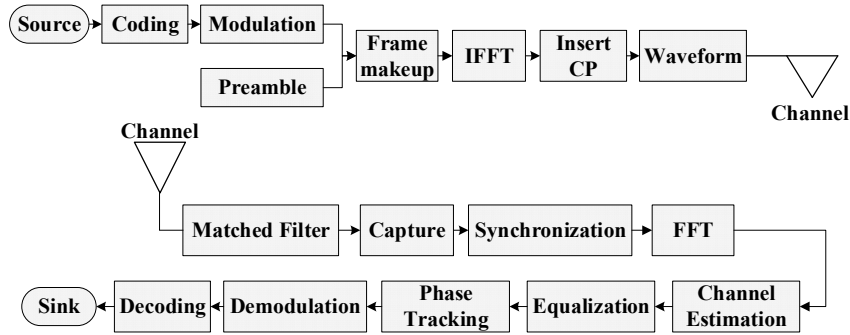 Source
Coding
Modulation
Preamble
Frame
makeup
IFFT
Insert
CP
Waveform
Channel
Channel
Matched Filter
Capture
Synchronization
FFT
Channel
Estimation
Equalization
Phase
Tracking
Demodulation
Decoding
Sink